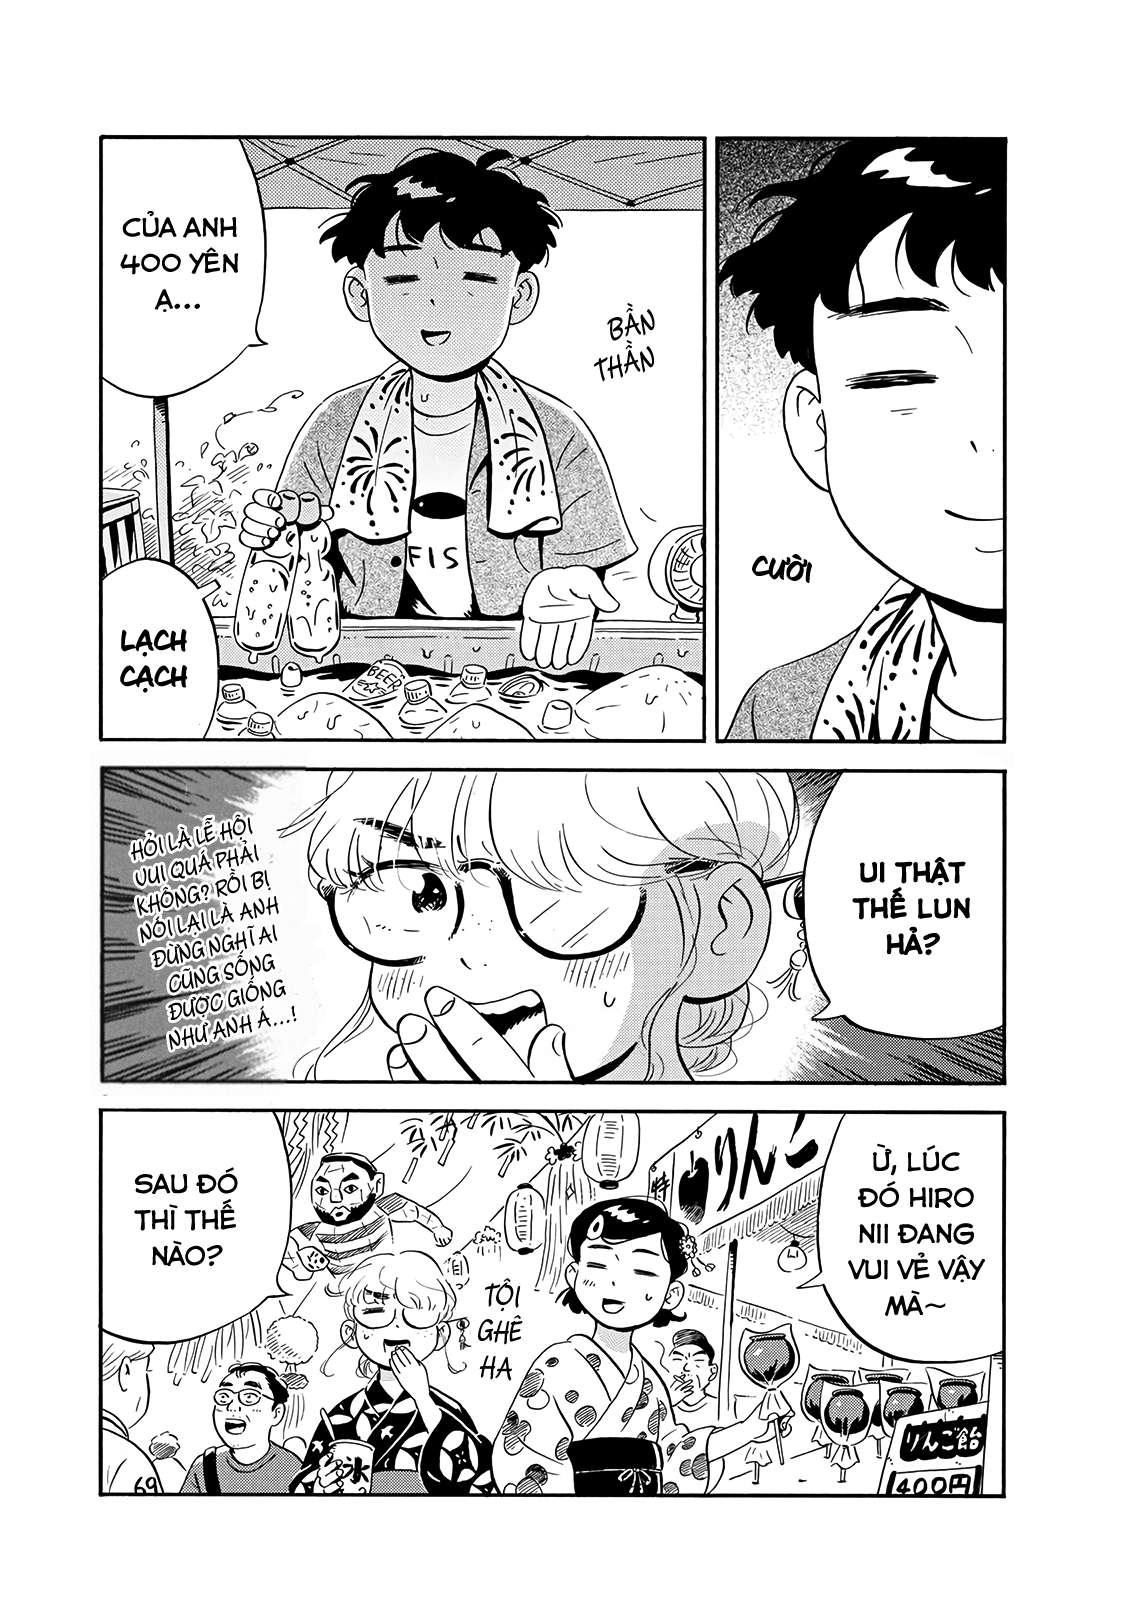 CỦA ANH
400 YÊN
Ạ...
BẦN
THẦN
FIS
LẠCH
CẠCH
BEER
CƯỜI
HỎI LÀ LỄ HỘI
VUI QUÁ PHẢI
KHÔNG? RỒI BỊ
NÓI LẠI LÀ ANH
ĐỪNG NGHĨ AI
CŨNG SỐNG
ĐƯỢC GIỐNG
NHƯ ANH Á...!
UI THẬT
THẾ LUN
HẢ?
SAU ĐÓ
THÌ THẾ
NÀO?
TỘI
GHÊ
HA
Ừ, LÚC
ĐÓ HIRO
NII ĐANG
VUI VẺ VẬY
MÀ~
特
りんご
氷
69
りんご飴
400円